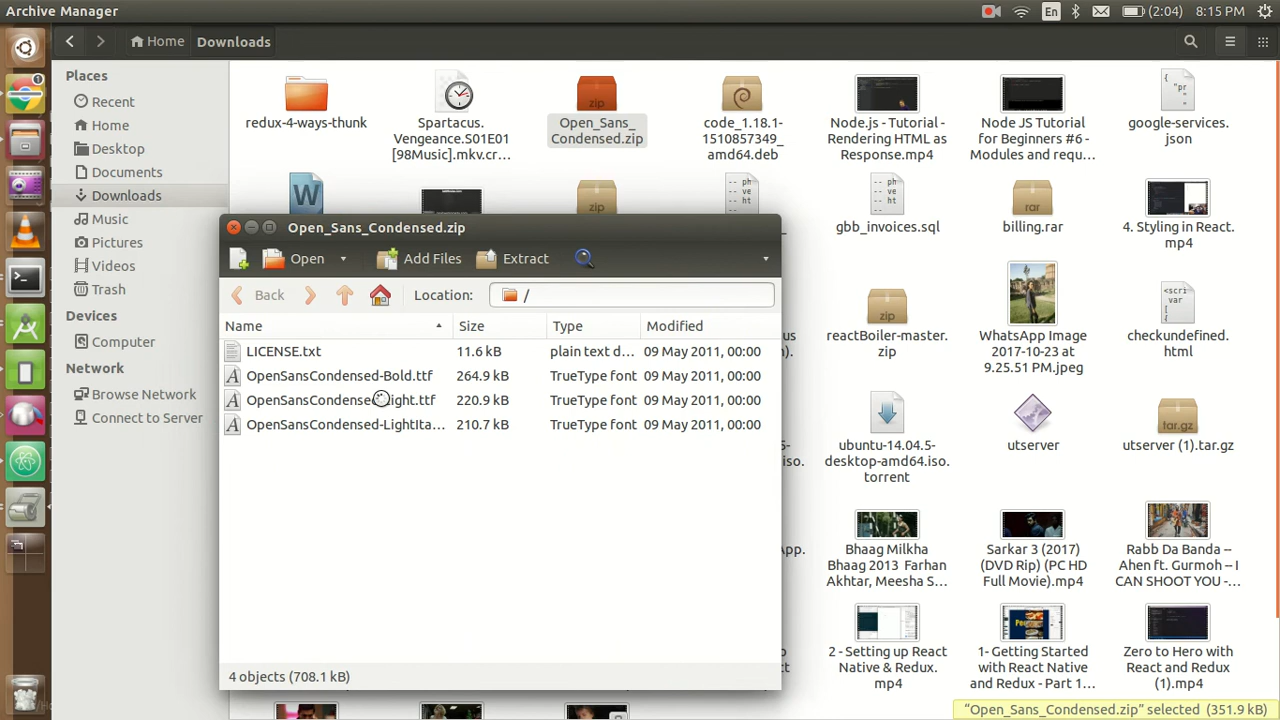 Archive Manager
En
(2:04)
8:15 PM
Home
Downloads
Places
Recent
Home
Desktop
Documents
Downloads
Music
Pictures
Videos
Trash
Devices
Computer
Network
Browse Network
Connect to Server
redux-4-ways-thunk
Spartacus.
Vengeance.S01E01
[98Music].mkv.cr...
zip
Open_Sans_
Condensed.zip
code_1.18.1-
1510857349_
amd64.deb
Node.js - Tutorial -
Rendering HTML as
Response.mp4
Node JS Tutorial
for Beginners #6 -
Modules and requ...
google-services.
json
zip
gbb_invoices.sql
rar
billing.rar
4. Styling in React.
mp4
Open_Sans_Condensed.zip
Open
Add Files
Extract
Back
Location:
/
Name
Size
Type
Modified
LICENSE.txt
11.6 kB
plain text d...
09 May 2011, 00:00
OpenSansCondensed-Bold.ttf
264.9 kB
TrueType font
09 May 2011, 00:00
OpenSansCondensed-Light.ttf
220.9 kB
TrueType font
09 May 2011, 00:00
OpenSansCondensed-LightIta...
210.7 kB
TrueType font
09 May 2011, 00:00
4 objects (708.1 kB)
zip
reactBoiler-master.
zip
WhatsApp Image
2017-10-23 at
9.25.51 PM.jpeg
checkundefined.
html
ubuntu-14.04.5-
desktop-amd64.iso.
torrent
utserver
tar.gz
utserver (1).tar.gz
Bhaag Milkha
Bhaag 2013 Farhan
Akhtar, Meesha S...
Sarkar 3 (2017)
(DVD Rip) (PC HD
Full Movie).mp4
Rabb Da Banda --
Ahen ft. Gurmoh -- I
CAN SHOOT YOU -...
2 - Setting up React
Native & Redux.
mp4
1- Getting Started
with React Native
and Redux - Part 1...
Zero to Hero with
React and Redux
(1).mp4
"Open_Sans_Condensed.zip" selected (351.9 kB)